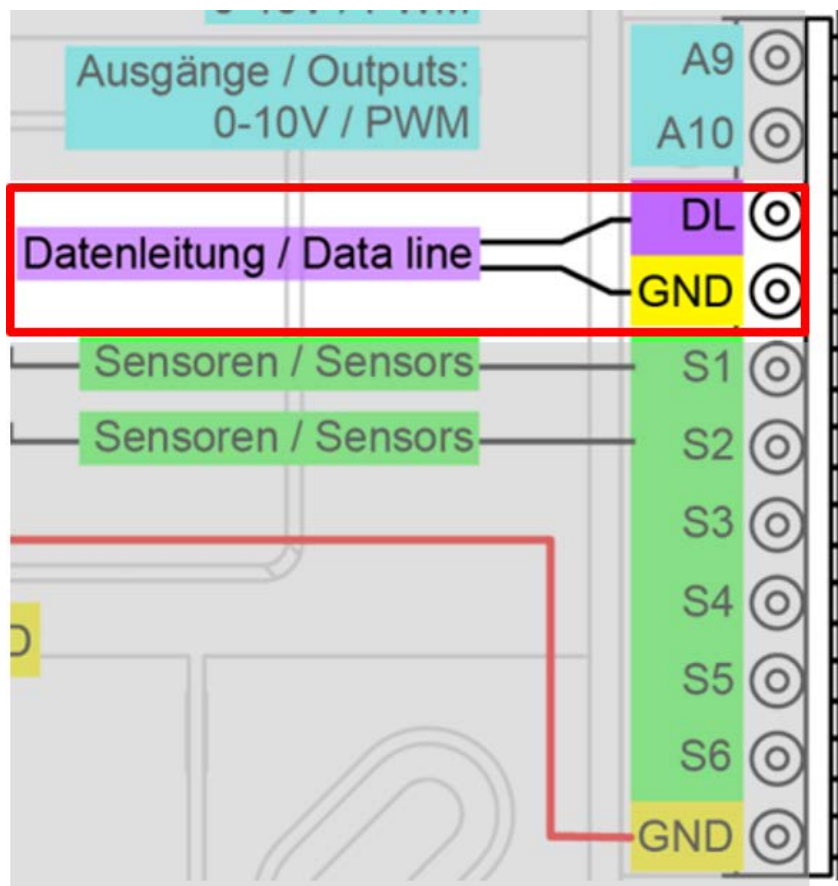 Ausgänge / Outputs:
0-10V / PWM
A9
A10
Datenleitung / Data line
DL
GND
Sensoren / Sensors
S1
Sensoren / Sensors
S2
S3
S4
S5
S6
GND